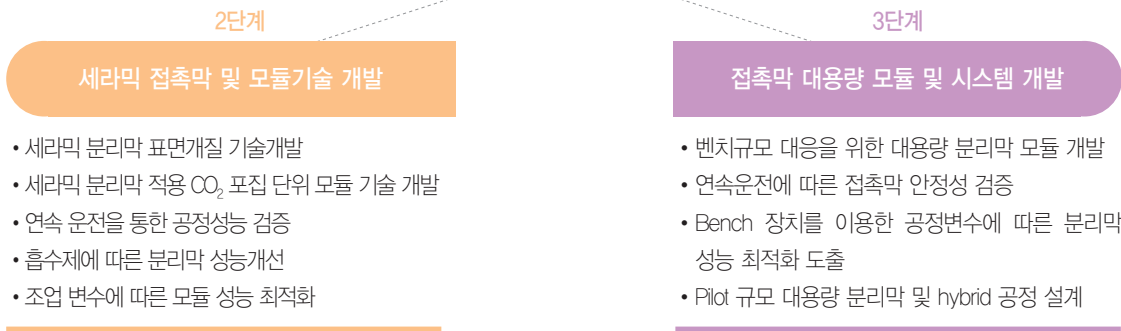 2단계
세라믹 접촉막 및 모듈기술 개발
• 세라믹 분리막 표면개질 기술개발
• 세라믹 분리막 적용 CO₂ 포집 단위 모듈 기술 개발
• 연속 운전을 통한 공정성능 검증
• 흡수제에 따른 분리막 성능개선
• 조업 변수에 따른 모듈 성능 최적화
3단계
접촉막 대용량 모듈 및 시스템 개발
• 벤치규모 대응을 위한 대용량 분리막 모듈 개발
• 연속운전에 따른 접촉막 안정성 검증
• Bench 장치를 이용한 공정변수에 따른 분리막
성능 최적화 도출
• Pilot 규모 대용량 분리막 및 hybrid 공정 설계